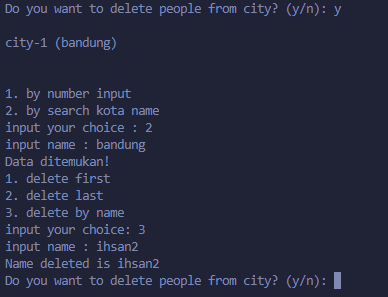 Do you want to delete people from city? (y/n): y
city-1 (bandung)
1. by number input
2. by search kota name
input your choice : 2
input name : bandung
Data ditemukan!
1. delete first
2. delete last
3. delete by name
input your choice: 3
input name : ihsan2
Name deleted is ihsan2
Do you want to delete people from city? (y/n):